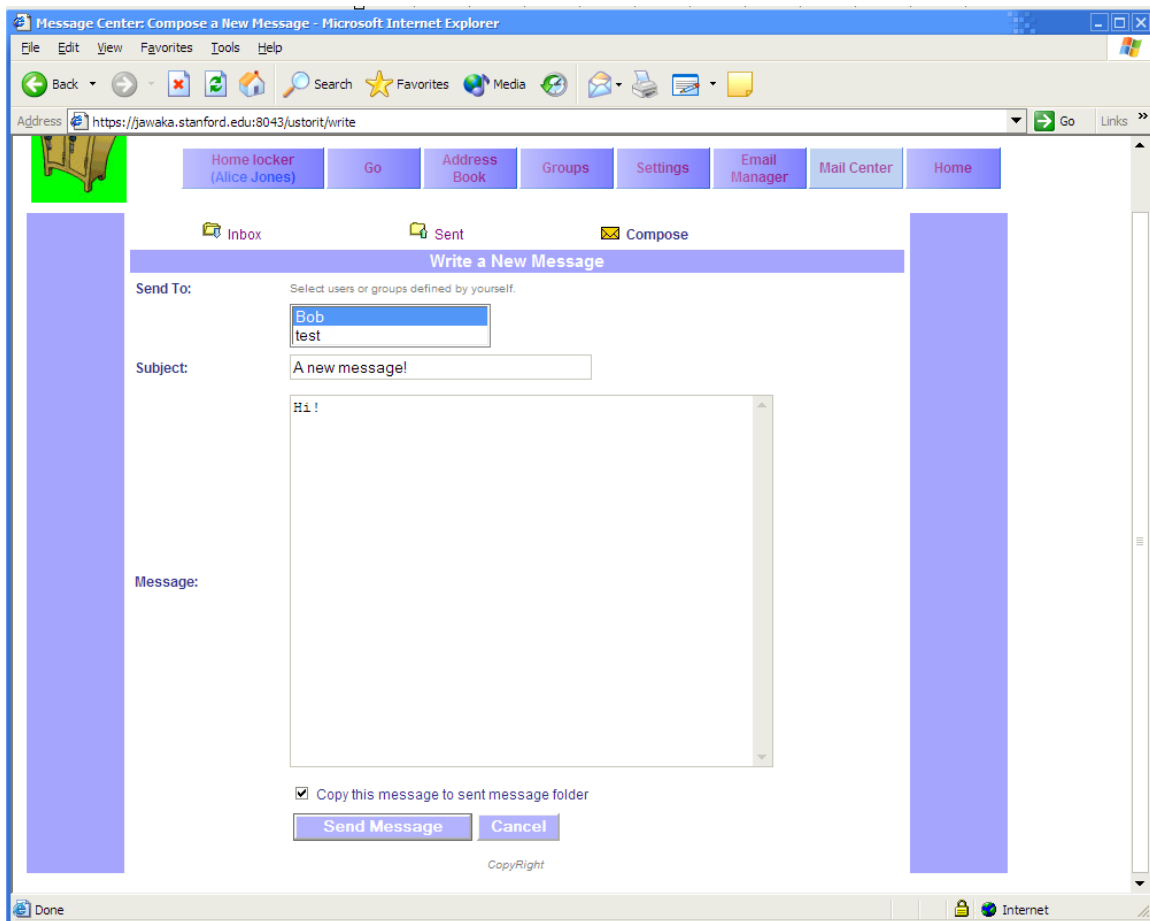 Message Center: Compose a New Message - Microsoft Internet Explorer
File Edit View Favorites Tools Help
Back Search Favorites Media
Address https://jawaka.stanford.edu:8043/ustorit/write Go Links »
Home locker (Alice Jones) Go Address Book Groups Settings Email Manager Mail Center Home
Inbox Sent Compose
Write a New Message
Send To: Select users or groups defined by yourself.
Bob
test
Subject: A new message!
Hi!
Message:
Copy this message to sent message folder
Send Message Cancel
CopyRight
Done Internet